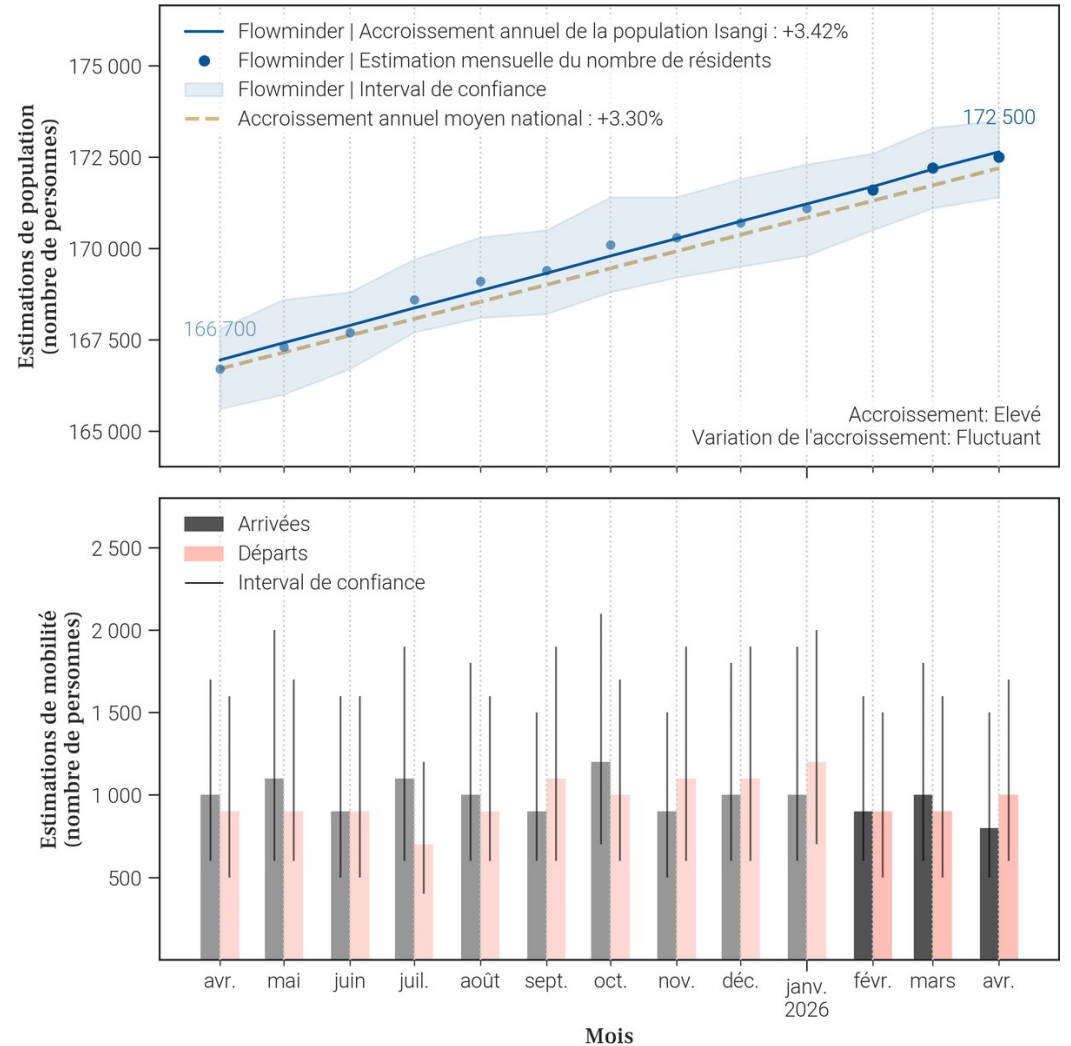 Flowminder | Accroissement annuel de la population Isangi : +3.42%
Flowminder | Estimation mensuelle du nombre de résidents
Flowminder | Interval de confiance
Accroissement annuel moyen national : +3.30%
Estimations de population
(nombre de personnes)
175 000
172 500
170 000
167 500
165 000
166 700
172 500
Accroissement: Elevé
Variation de l'accroissement: Fluctuant
Arrivées
Départs
Interval de confiance
Estimations de mobilité
(nombre de personnes)
2 500
2 000
1 500
1 000
500
avr. mai juin juil. août sept. oct. nov. déc. janv. févr. mars avr.
2026
Mois